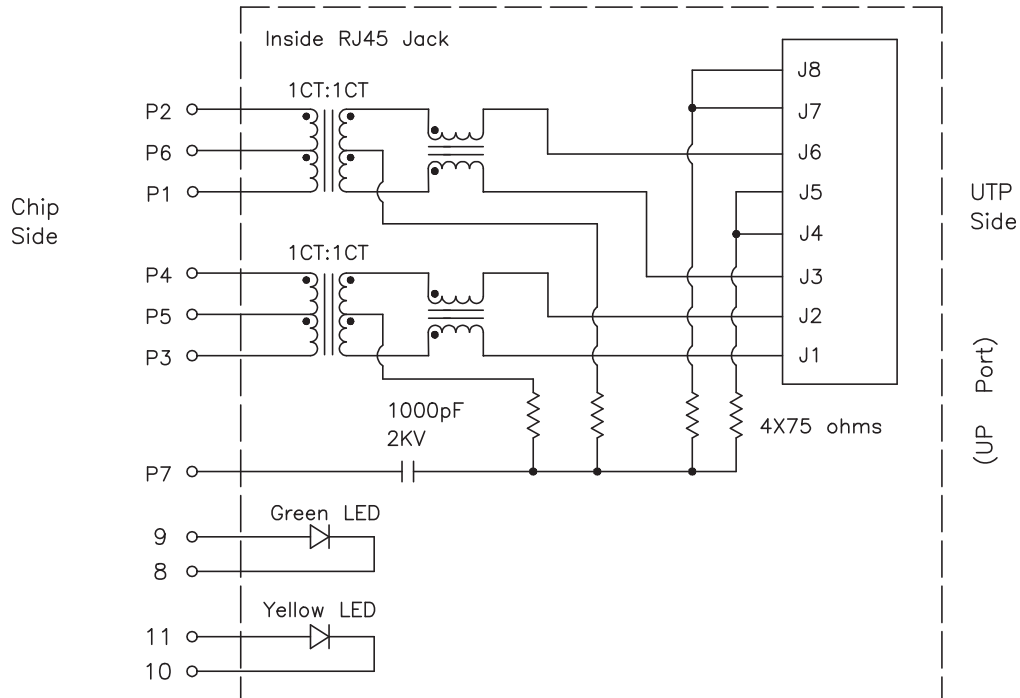 Inside RJ45 Jack
1CT:1CT
P2
P6
P1
Chip
Side
1CT:1CT
P4
P5
P3
1000pF
2KV
P7
4X75 ohms
J8
J7
J6
J5
J4
J3
J2
J1
UTP
Side
(UP Port)
Green LED
9
8
Yellow LED
11
10